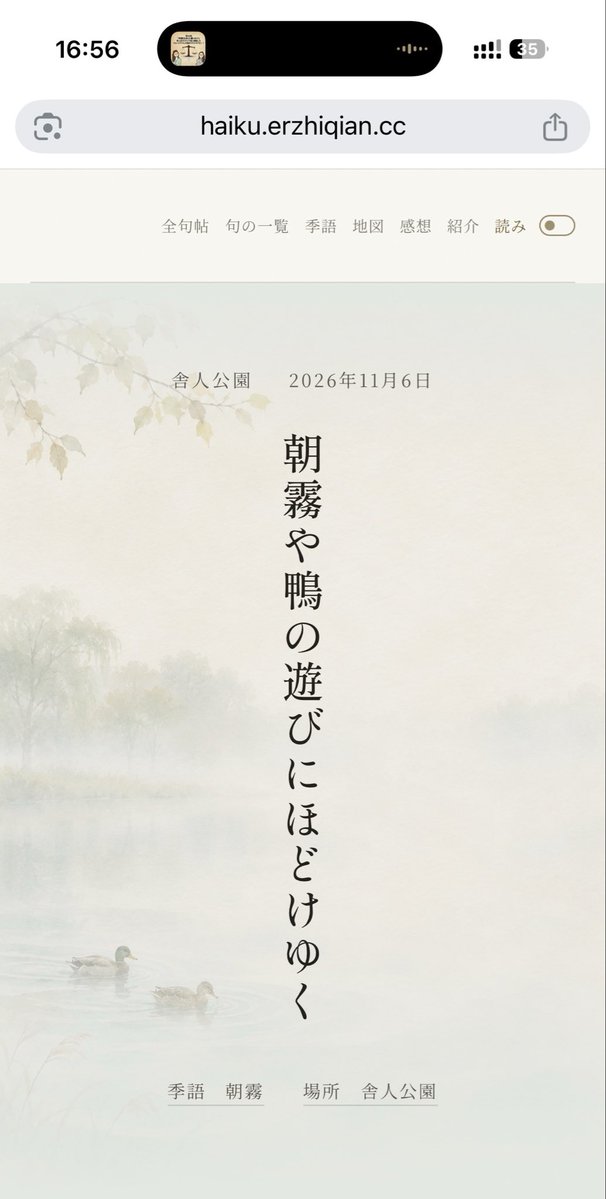 16:56
35
haiku.erzhiqian.cc
全句帖 句の一覧 季語 地図 感想 紹介 読み
舎人公園 2026年11月6日
朝霧や鴨の遊びにほどけゆく
季語 朝霧 場所 舎人公園